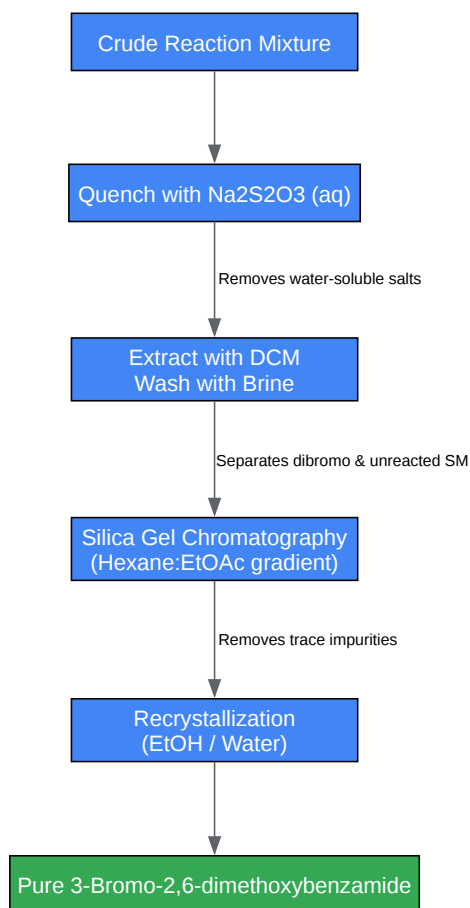 Crude Reaction Mixture
Quench with Na2S2O3 (aq)
Removes water-soluble salts
Extract with DCM
Wash with Brine
Separates dibromo & unreacted SM
Silica Gel Chromatography
(Hexane:EtOAc gradient)
Removes trace impurities
Recrystallization
(EtOH / Water)
Pure 3-Bromo-2,6-dimethoxybenzamide